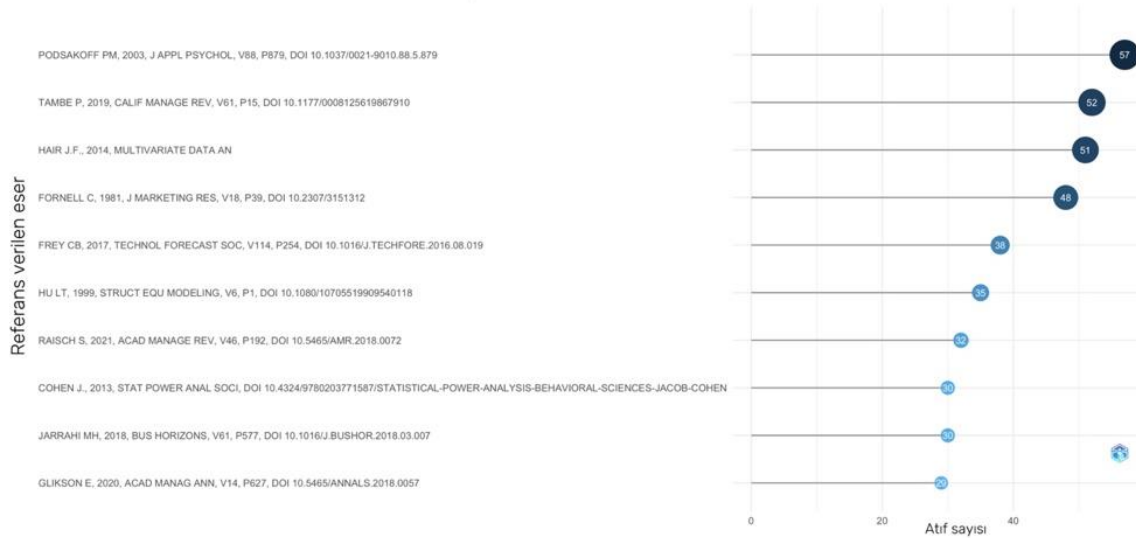 Referans verilen eser
PODSAKOFF PM, 2003, J APPL PSYCHOL, V88, P879, DOI 10.1037/0021-9010.88.5.879
57
TAMBE P, 2019, CALIF MANAGE REV, V61, P15, DOI 10.1177/0008125619867910
52
HAIR J.F., 2014, MULTIVARIATE DATA AN
51
FORNELL C, 1981, J MARKETING RES, V18, P39, DOI 10.2307/3151312
48
FREY CB, 2017, TECHNOL FORECAST SOC, V114, P254, DOI 10.1016/J.TECHFORE.2016.08.019
38
HU LT, 1999, STRUCT EQU MODELING, V6, P1, DOI 10.1080/10705519909540118
35
RAISCH S, 2021, ACAD MANAGE REV, V46, P192, DOI 10.5465/AMR.2018.0072
32
COHEN J., 2013, STAT POWER ANAL SOCI, DOI 10.4324/9780203771587/STATISTICAL-POWER-ANALYSIS-BEHAVIORAL-SCIENCES-JACOB-COHEN
30
JARRAHI MH, 2018, BUS HORIZONS, V61, P577, DOI 10.1016/J.BUSHOR.2018.03.007
30
GLIKSON E, 2020, ACAD MANAG ANN, V14, P627, DOI 10.5465/ANNALS.2018.0057
29
0 20 40
Atıf sayısı